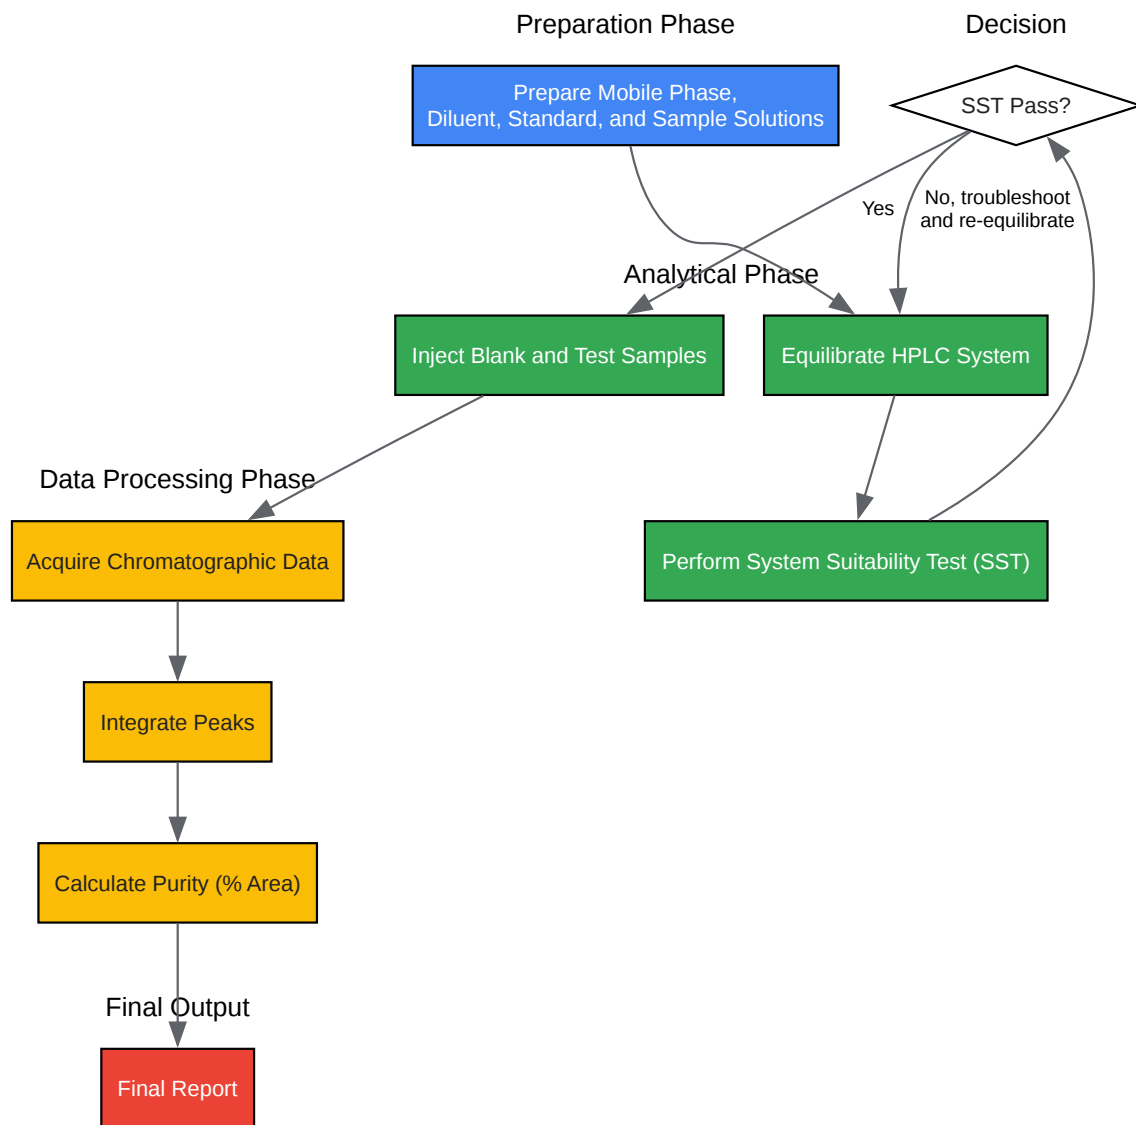 Preparation Phase
Decision
Prepare Mobile Phase,
Diluent, Standard, and Sample Solutions
SST Pass?
Yes
No, troubleshoot
and re-equilibrate
Analytical Phase
Inject Blank and Test Samples
Equilibrate HPLC System
Data Processing Phase
Acquire Chromatographic Data
Perform System Suitability Test (SST)
Integrate Peaks
Calculate Purity (% Area)
Final Output
Final Report